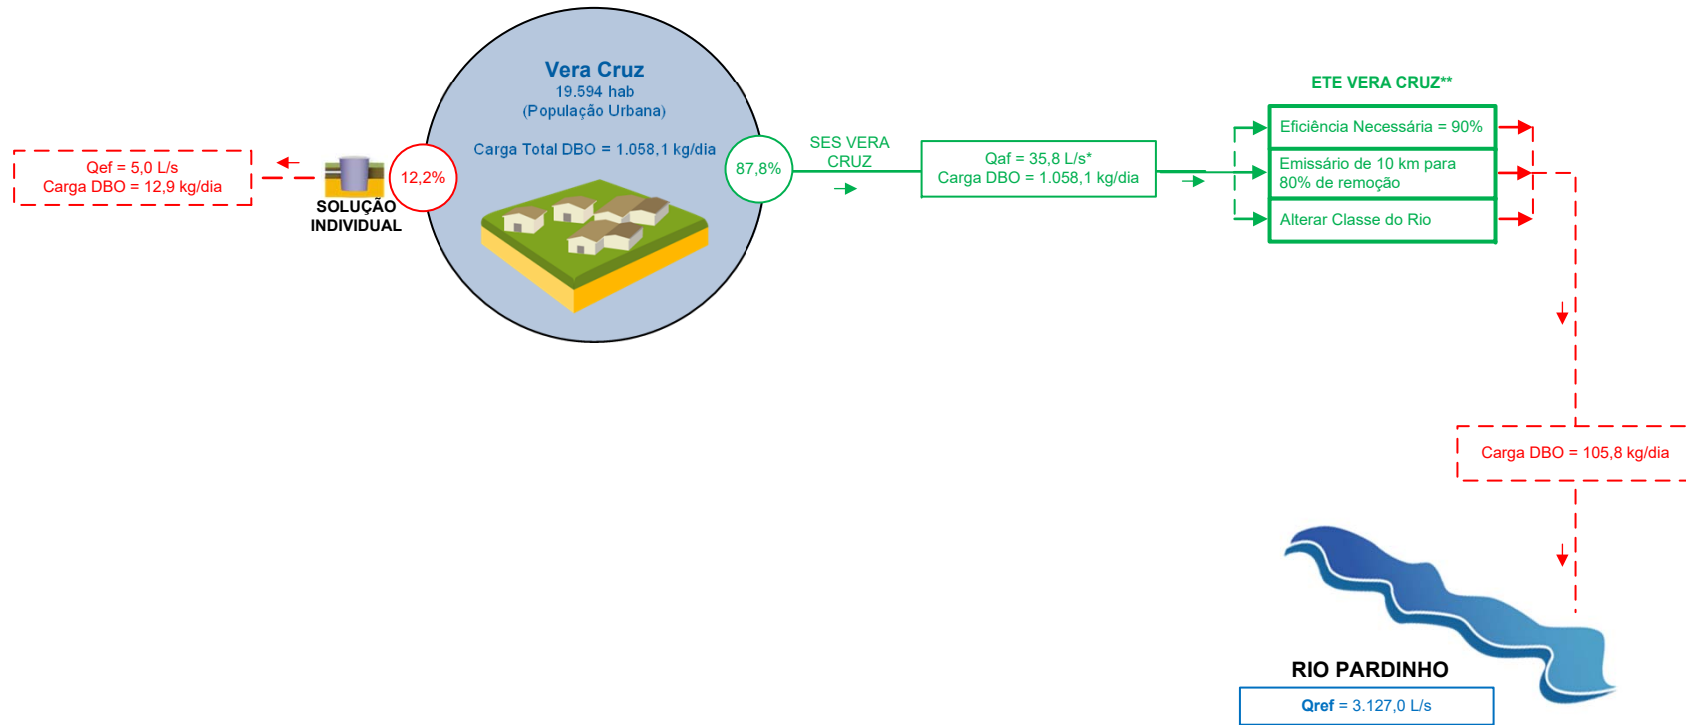 Vera Cruz
19.594 hab
(População Urbana)
Carga Total DBO = 1.058,1 kg/dia
Qef = 5,0 L/s
Carga DBO = 12,9 kg/dia
SOLUÇÃO
INDIVIDUAL
12,2%
87,8%
SES VERA
CRUZ
Qaf = 35,8 L/s*
Carga DBO = 1.058,1 kg/dia
ETE VERA CRUZ**
Eficiência Necessária = 90%
Emissário de 10 km para
80% de remoção
Alterar Classe do Rio
Carga DBO = 105,8 kg/dia
RIO PARDINHO
Qref = 3.127,0 L/s